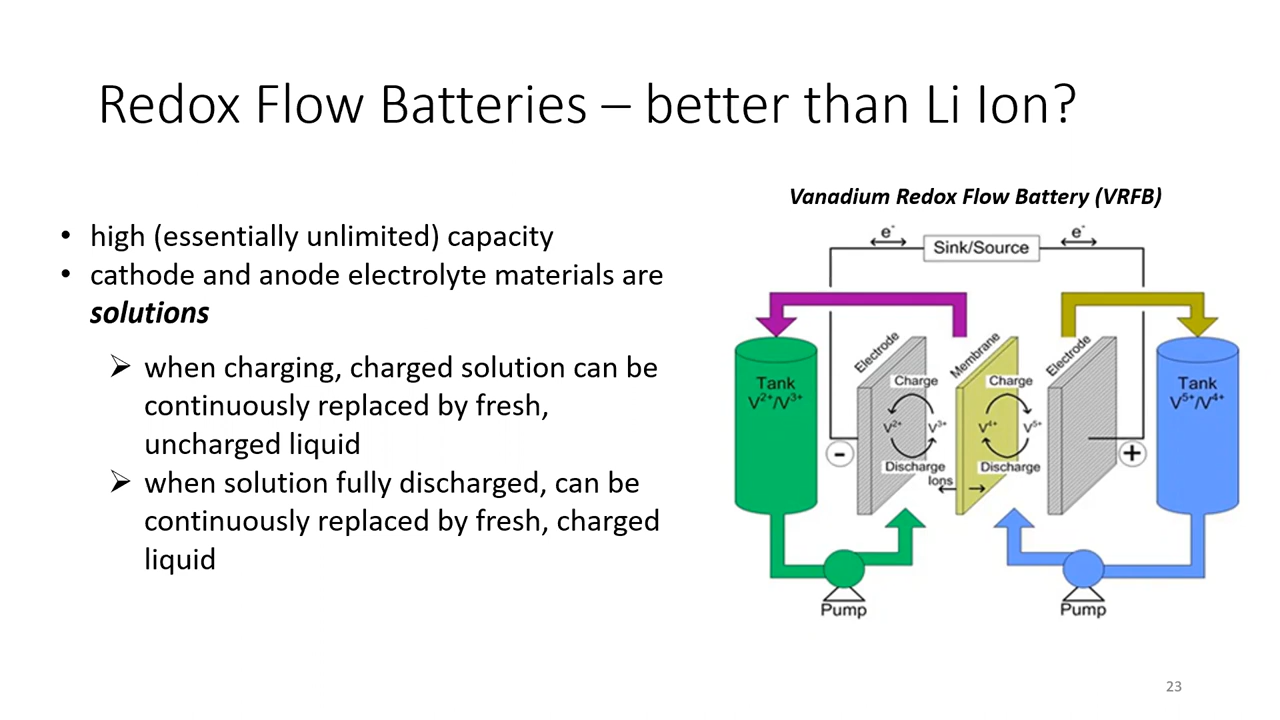 Redox Flow Batteries – better than Li Ion?
• high (essentially unlimited) capacity
• cathode and anode electrolyte materials are
solutions
➢ when charging, charged solution can be
continuously replaced by fresh,
uncharged liquid
➢ when solution fully discharged, can be
continuously replaced by fresh, charged
liquid
Vanadium Redox Flow Battery (VRFB)
e⁻ Sink/Source e⁻
Electrode
Membrane
Electrode
Tank
V²⁺/V³⁺
Charge
V²⁺ V³⁺
Discharge
Charge
V⁴⁺ V⁵⁺
Discharge
Ions
Tank
V⁵⁺/V⁴⁺
-
+
Pump
Pump
23